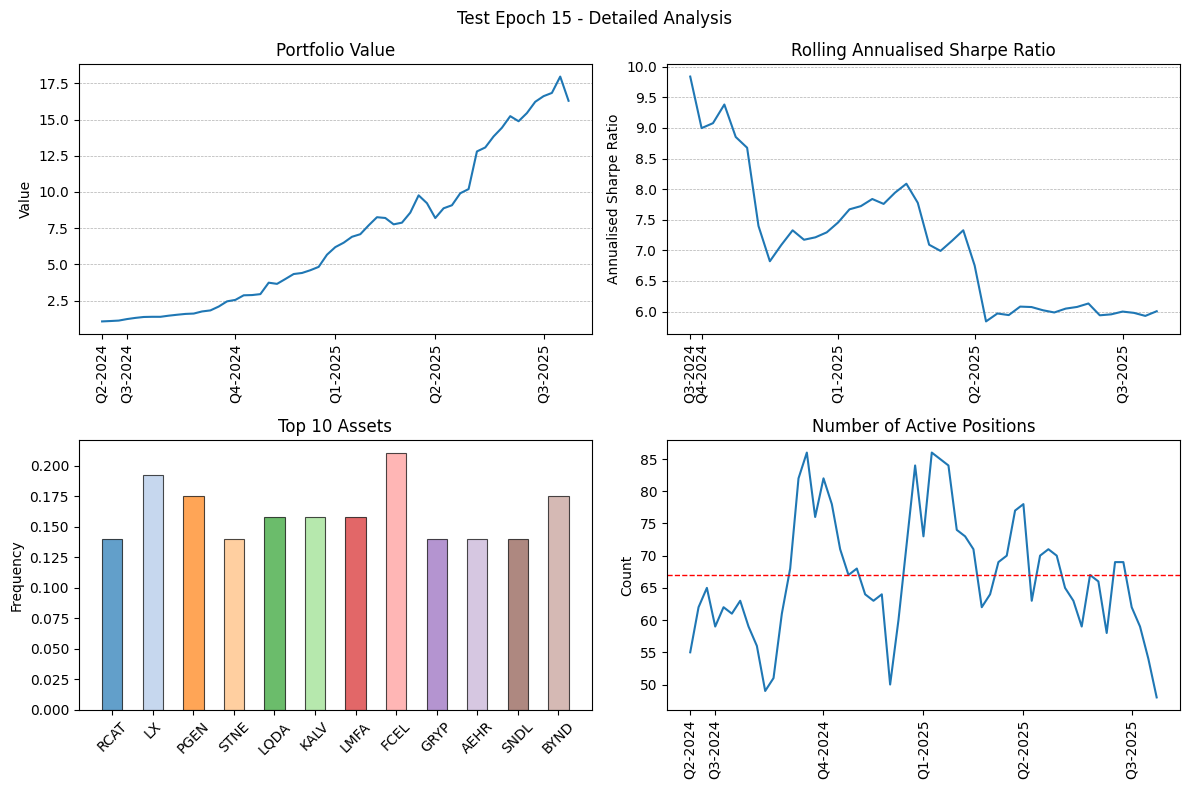 Test Epoch 15 - Detailed Analysis
Portfolio Value
Value
17.5
15.0
12.5
10.0
7.5
5.0
2.5
Q2-2024
Q3-2024
Q4-2024
Q1-2025
Q2-2025
Q3-2025
Rolling Annualised Sharpe Ratio
Annualised Sharpe Ratio
10.0
9.5
9.0
8.5
8.0
7.5
7.0
6.5
6.0
Q3-2024
Q4-2024
Q1-2025
Q2-2025
Q3-2025
Top 10 Assets
Frequency
0.200
0.175
0.150
0.125
0.100
0.075
0.050
0.025
0.000
RCAT
LX
PGEN
STNE
LQDA
KALV
LMFA
FCEL
GRYP
AEHR
SNDL
BYND
Number of Active Positions
Count
85
80
75
70
65
60
55
50
Q2-2024
Q3-2024
Q4-2024
Q1-2025
Q2-2025
Q3-2025